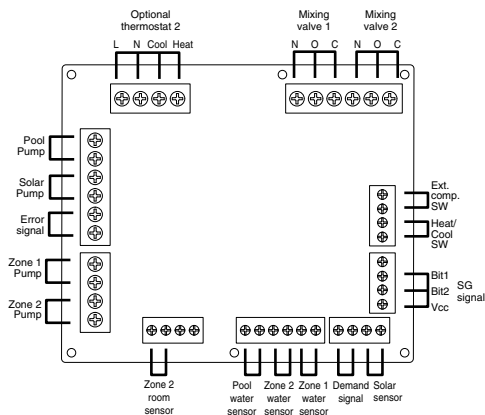 Optional
thermostat 2
L N Cool Heat
Mixing
valve 1
N O C
Mixing
valve 2
N O C
Pool
Pump
Solar
Pump
Error
signal
Zone 1
Pump
Zone 2
Pump
Ext.
comp.
SW
Heat/
Cool
SW
Bit1
Bit2
Vcc
SG
signal
Zone 2
room
sensor
Pool
water
sensor
Zone 2
water
sensor
Zone 1
water
sensor
Demand
signal
Solar
sensor